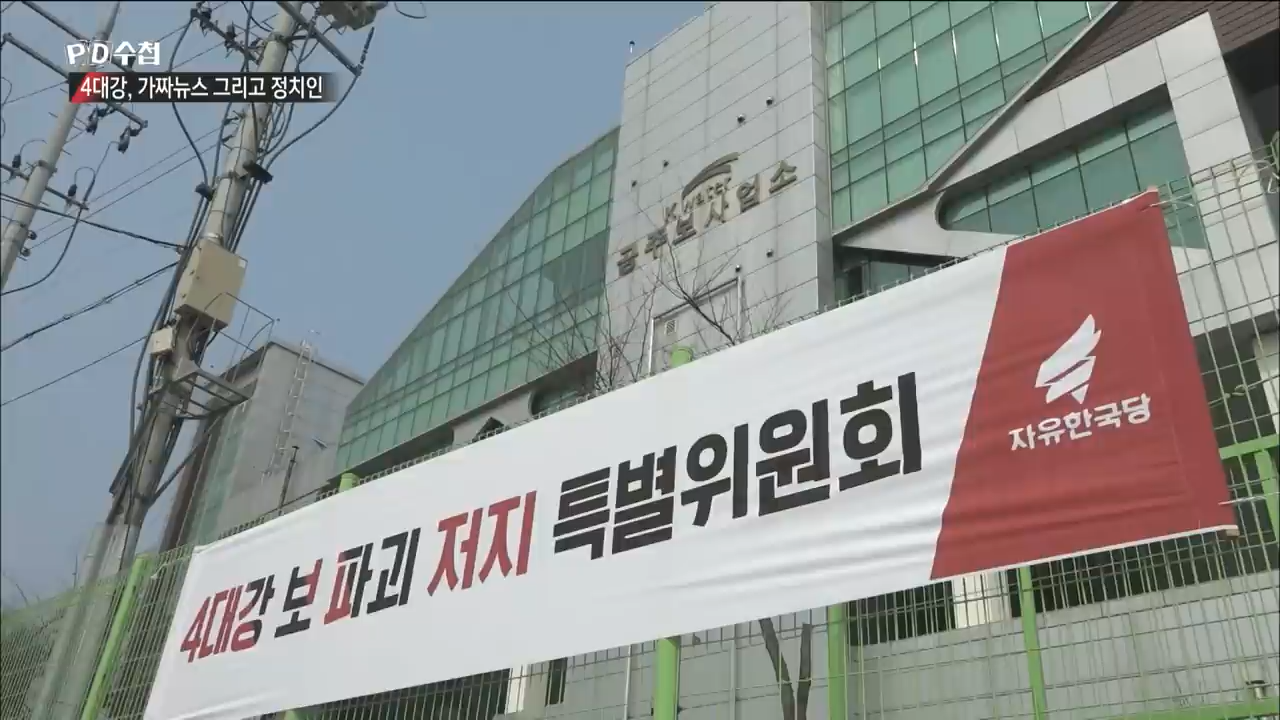 PD수첩
4대강, 가짜뉴스 그리고 정치인
K water
공주보사업소
4대강 보 파괴 저지 특별위원회
자유한국당